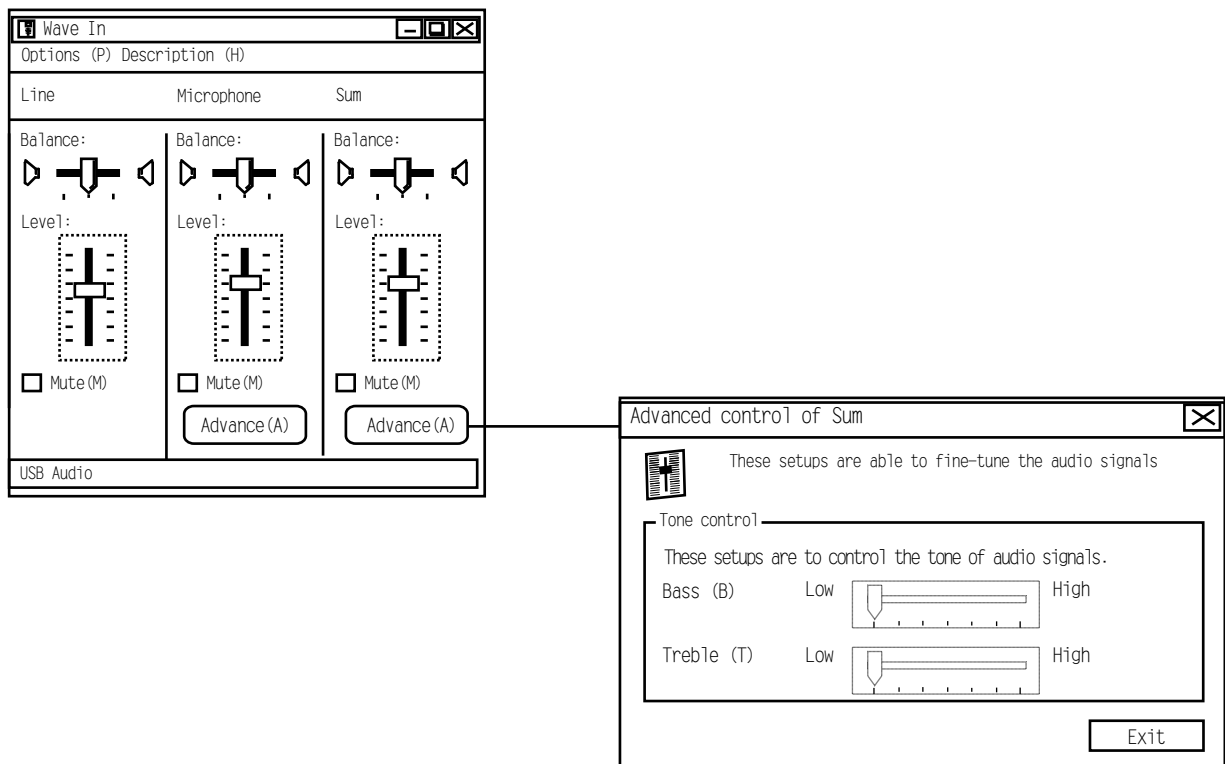 Wave In
Options (P) Description (H)
Line Microphone Sum
Balance: Balance: Balance:
Level: Level: Level:
Mute(M) Mute(M) Mute(M)
Advance(A) Advance(A)
USB Audio
Advanced control of Sum
These setups are able to fine-tune the audio signals
Tone control
These setups are to control the tone of audio signals.
Bass (B) Low High
Treble (T) Low High
Exit